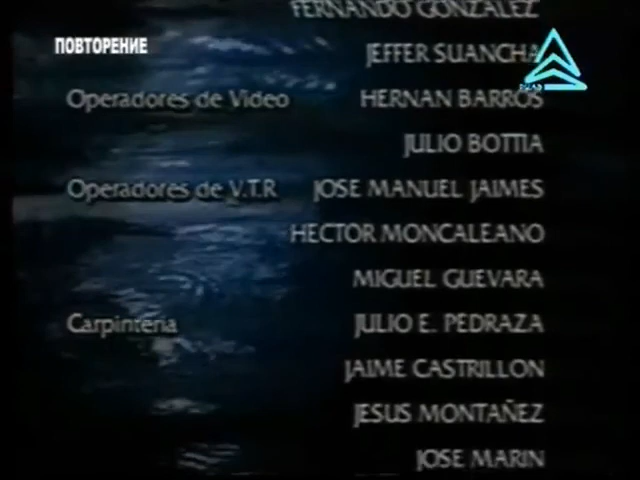 FERNANDO GONZALEZ
ПОВТОРЕНИЕ
JEFFER SUANCHA
Operadores de Video HERNAN BARROS
JULIO BOTTIA
Operadores de V.T.R JOSE MANUEL JAIMES
HECTOR MONCALEANO
MIGUEL GUEVARA
Carpinteria JULIO E. PEDRAZA
JAIME CASTRILLON
JESUS MONTAÑEZ
JOSE MARIN